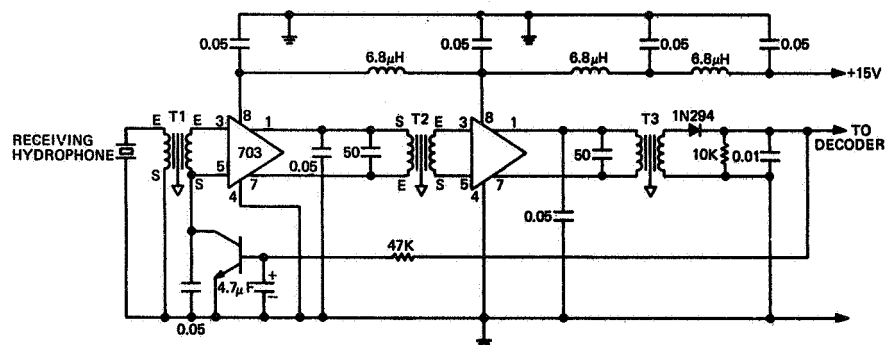 0.05
0.05
0.05
0.05
6.8μH
6.8μH
6.8μH
+15V
E T1 E
3 8 1
S T2 E
3 8 1
T3
1N294
TO DECODER
RECEIVING
HYDROPHONE
703
0.05
50
50
10K
0.01
S S
5 4 7
E S
5 4 7
0.05
47K
4.7μF
+
–
0.05